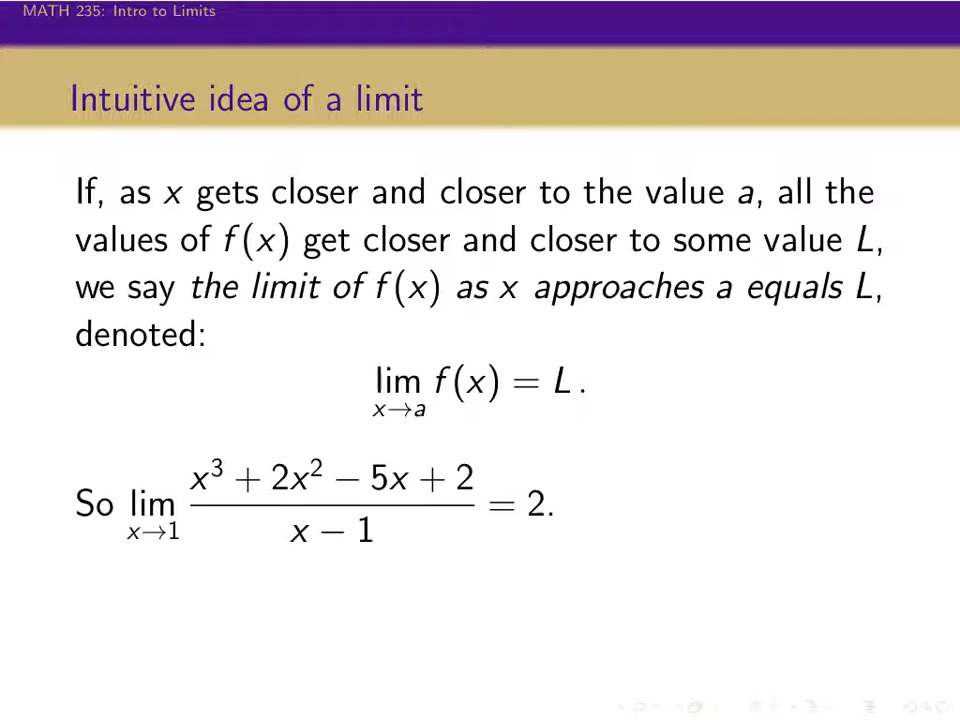 MATH 235: Intro to Limits
Intuitive idea of a limit
If, as x gets closer and closer to the value a, all the
values of f(x) get closer and closer to some value L,
we say the limit of f(x) as x approaches a equals L,
denoted:
lim x→a f(x) = L.
So lim x→1 (x³ + 2x² − 5x + 2)/(x − 1) = 2.